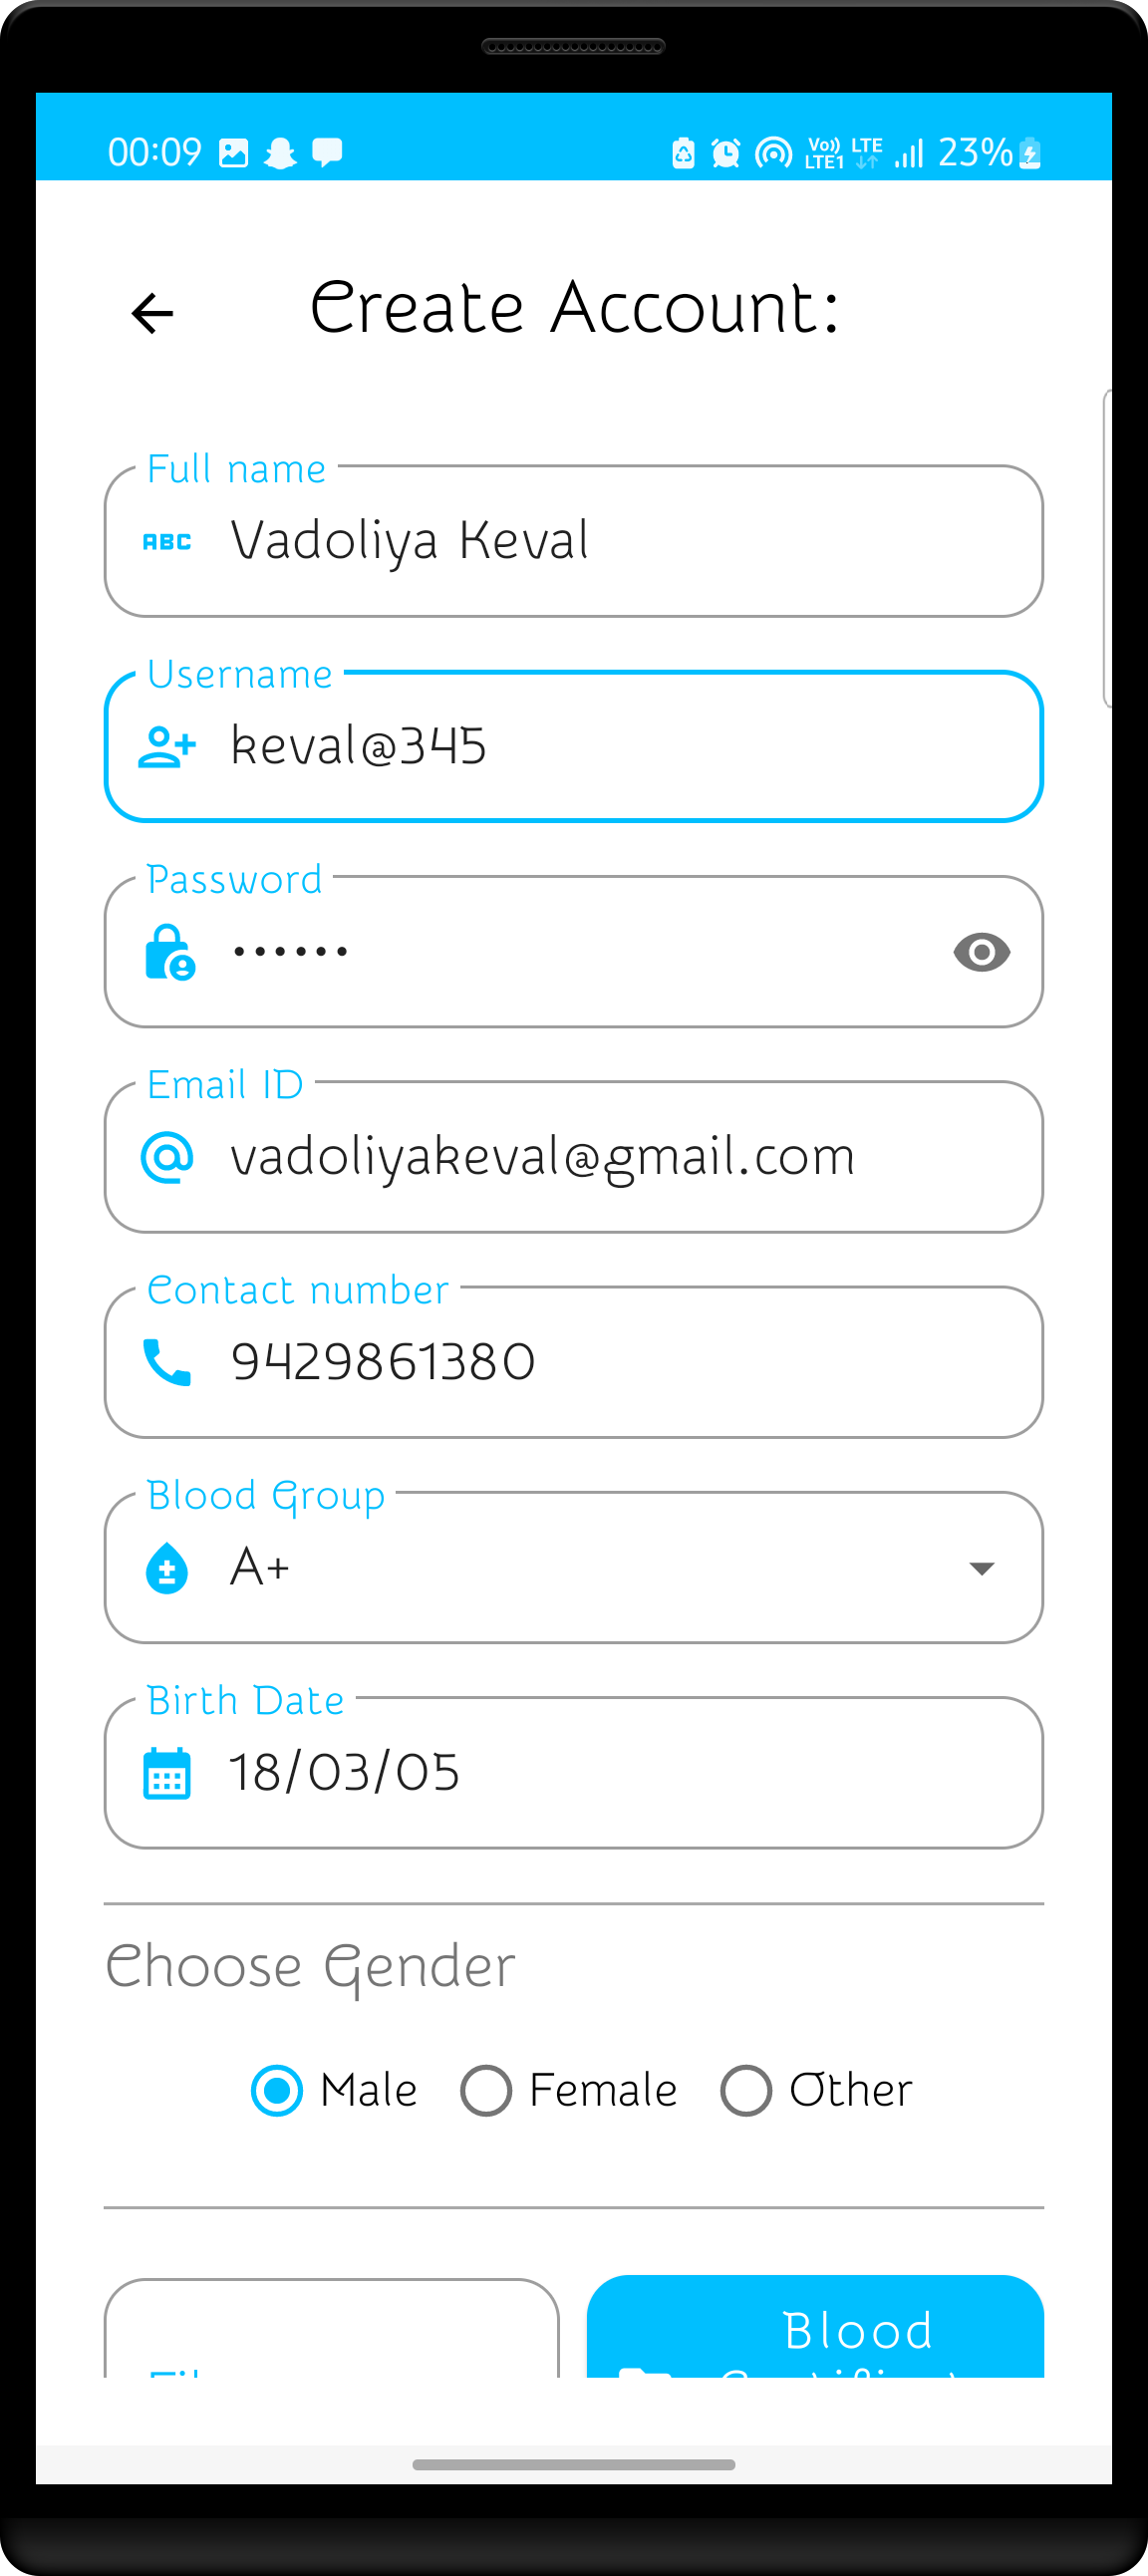 00:09 Vo)) LTE1 LTE 23%
Create Account:
Full name
ABC Vadoliya Keval
Username
keval@345
Password
••••••
Email ID
vadoliyakeval@gmail.com
Contact number
9429861380
Blood Group
A+
Birth Date
18/03/05
Choose Gender
Male Female Other
Blood